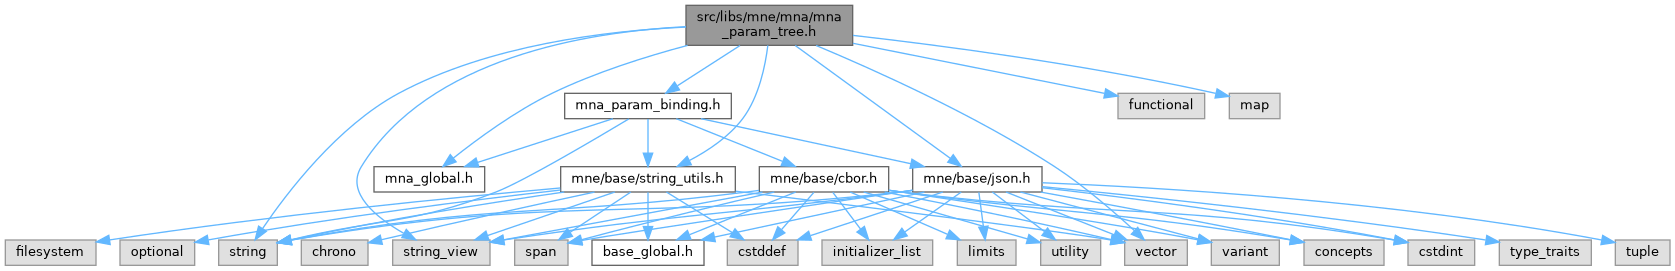 src/libs/mne/mna/mna
_param_tree.h
mna_param_binding.h
functional
map
mna_global.h
mne/base/string_utils.h
mne/base/cbor.h
mne/base/json.h
filesystem
optional
string
chrono
string_view
span
base_global.h
cstddef
initializer_list
limits
utility
vector
variant
concepts
cstdint
type_traits
tuple